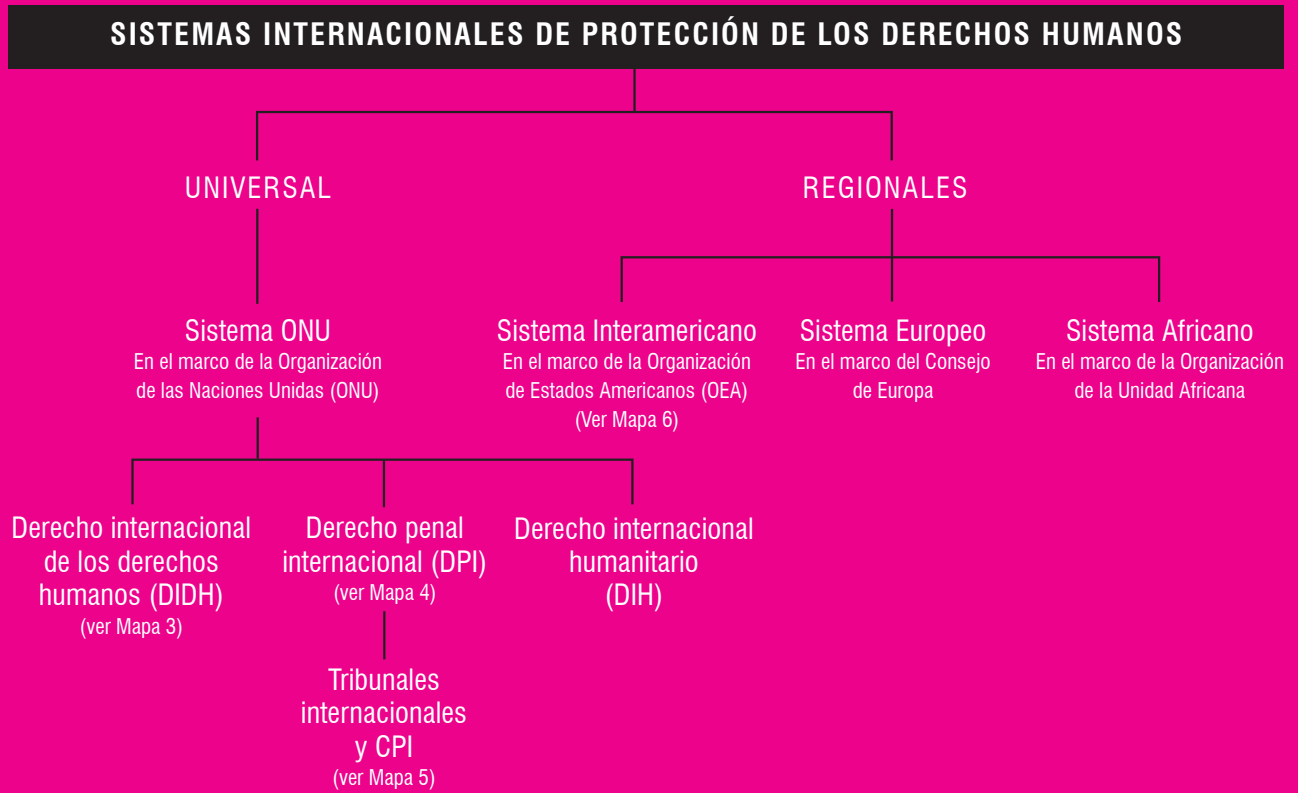 SISTEMAS INTERNACIONALES DE PROTECCIÓN DE LOS DERECHOS HUMANOS
UNIVERSAL
REGIONALES
Sistema ONU
En el marco de la Organización
de las Naciones Unidas (ONU)
Sistema Interamericano
En el marco de la Organización
de Estados Americanos (OEA)
(Ver Mapa 6)
Sistema Europeo
En el marco del Consejo
de Europa
Sistema Africano
En el marco de la Organización
de la Unidad Africana
Derecho internacional
de los derechos
humanos (DIDH)
(ver Mapa 3)
Derecho penal
internacional (DPI)
(ver Mapa 4)
Derecho internacional
humanitario
(DIH)
Tribunales
internacionales
y CPI
(ver Mapa 5)